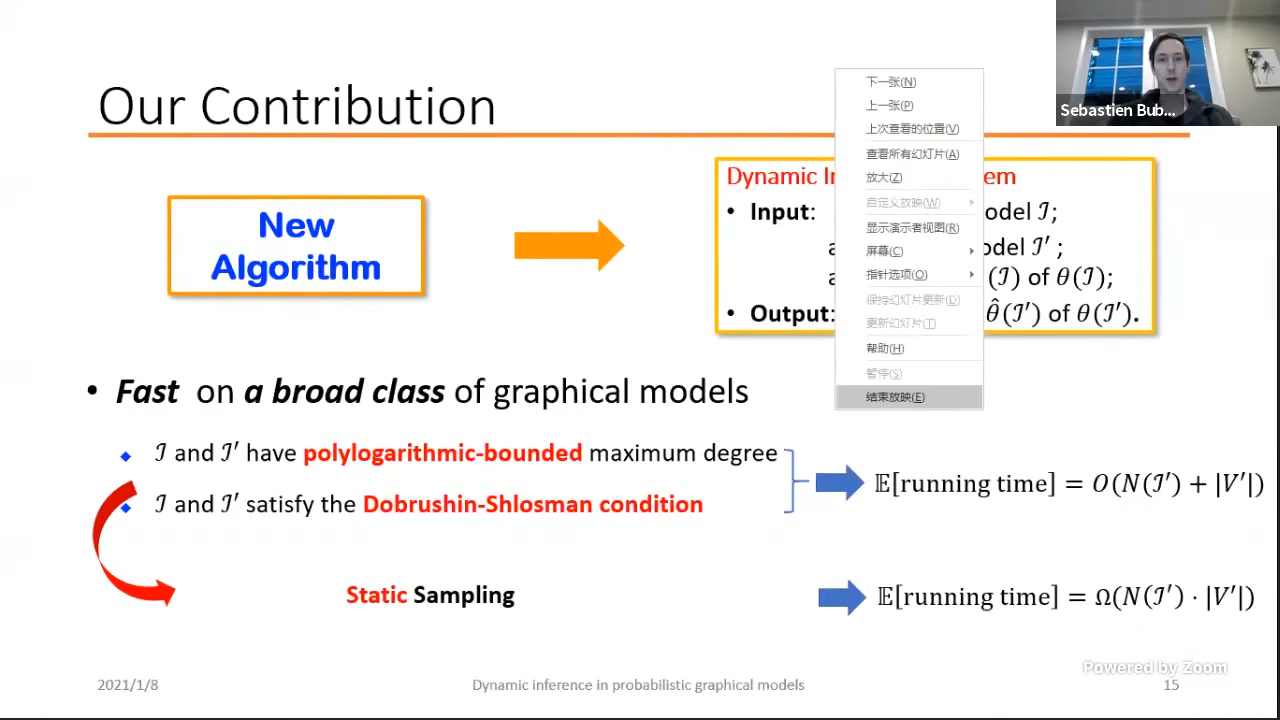 Sebastien Bub...
Our Contribution
New
Algorithm
Dynamic In
em
• Input:
odel ℐ;
a
odel ℐ′ ;
a
(ℐ) of θ(ℐ);
• Output:
θ̂(ℐ′) of θ(ℐ′).
下一张(N)
上一张(P)
上次查看的位置(V)
查看所有幻灯片(A)
放大(Z)
自定义放映(W)
显示演示者视图(R)
屏幕(C)
指针选项(O)
保持幻灯片更新(D)
更新幻灯片(T)
帮助(H)
暂停(S)
结束放映(E)
• Fast on a broad class of graphical models
ℐ and ℐ′ have polylogarithmic-bounded maximum degree
ℐ and ℐ′ satisfy the Dobrushin-Shlosman condition
𝔼[running time] = O(N(ℐ′) + |V′|)
Static Sampling
𝔼[running time] = Ω(N(ℐ′) · |V′|)
Powered by Zoom
2021/1/8
Dynamic inference in probabilistic graphical models
15